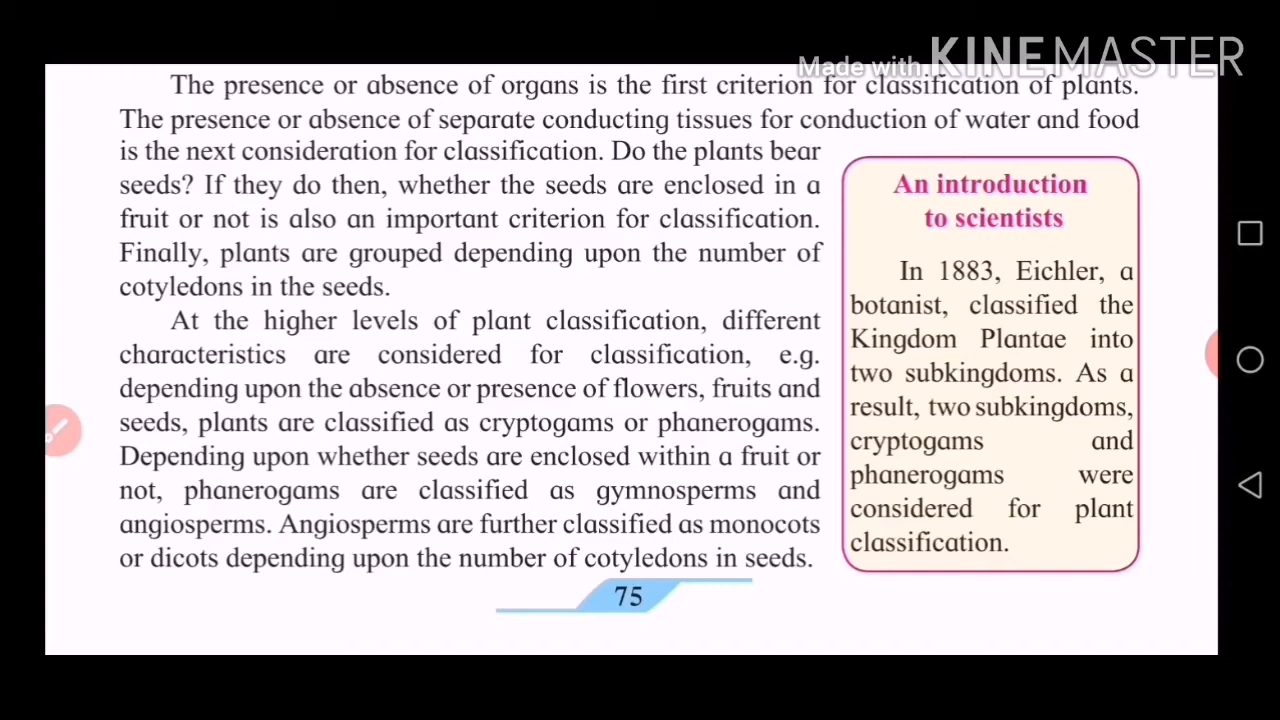 Made with KINEMASTER
The presence or absence of organs is the first criterion for classification of plants.
The presence or absence of separate conducting tissues for conduction of water and food
is the next consideration for classification. Do the plants bear
seeds? If they do then, whether the seeds are enclosed in a
fruit or not is also an important criterion for classification.
Finally, plants are grouped depending upon the number of
cotyledons in the seeds.
At the higher levels of plant classification, different
characteristics are considered for classification, e.g.
depending upon the absence or presence of flowers, fruits and
seeds, plants are classified as cryptogams or phanerogams.
Depending upon whether seeds are enclosed within a fruit or
not, phanerogams are classified as gymnosperms and
angiosperms. Angiosperms are further classified as monocots
or dicots depending upon the number of cotyledons in seeds.
An introduction
to scientists
In 1883, Eichler, a
botanist, classified the
Kingdom Plantae into
two subkingdoms. As a
result, two subkingdoms,
cryptogams and
phanerogams were
considered for plant
classification.
75